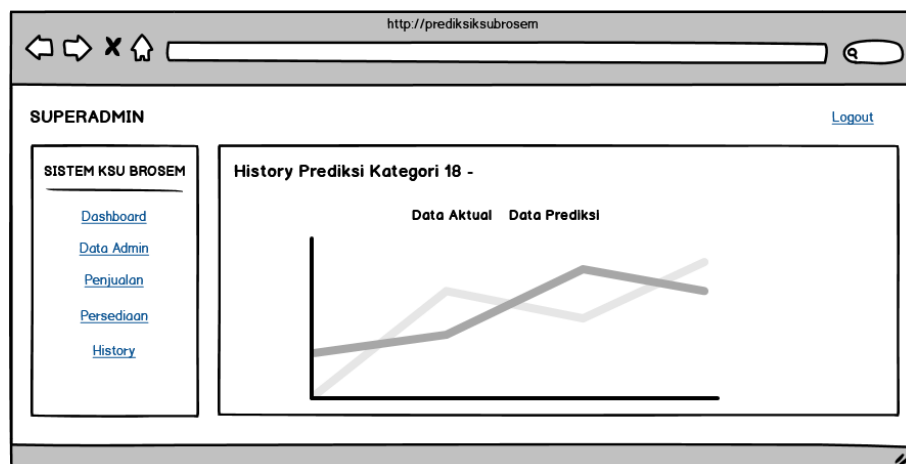 http://prediksiksubrosem
SUPERADMIN
Logout
SISTEM KSU BROSEM
Dashboard
Data Admin
Penjualan
Persediaan
History
History Prediksi Kategori 18 -
Data Aktual Data Prediksi